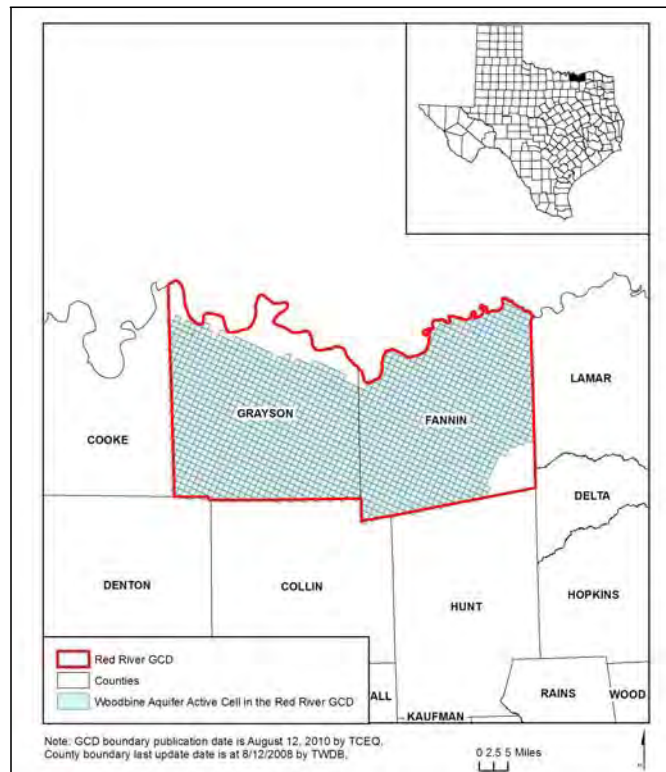 GRAYSON
FANNIN
LAMAR
COOKE
DELTA
DENTON
COLLIN
HUNT
HOPKINS
Red River GCD
Counties
Woodbine Aquifer Active Cell in the Red River GCD
ALL
KAUFMAN
RAINS
WOOD
Note: GCD boundary publication date is August 12, 2010 by TCEQ.
County boundary last update date is at 8/12/2008 by TWDB.
0 2.5 5 Miles